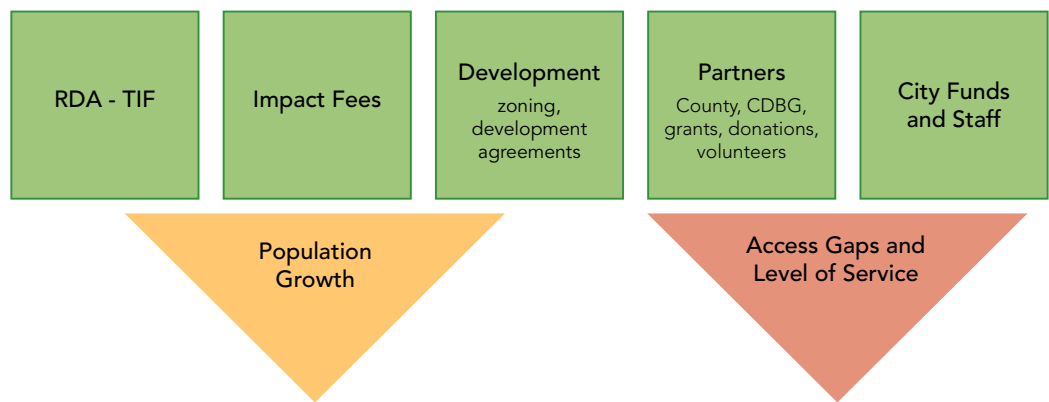 RDA - TIF
Impact Fees
Development
zoning,
development
agreements
Partners
County, CDBG,
grants, donations,
volunteers
City Funds
and Staff
Population
Growth
Access Gaps and
Level of Service